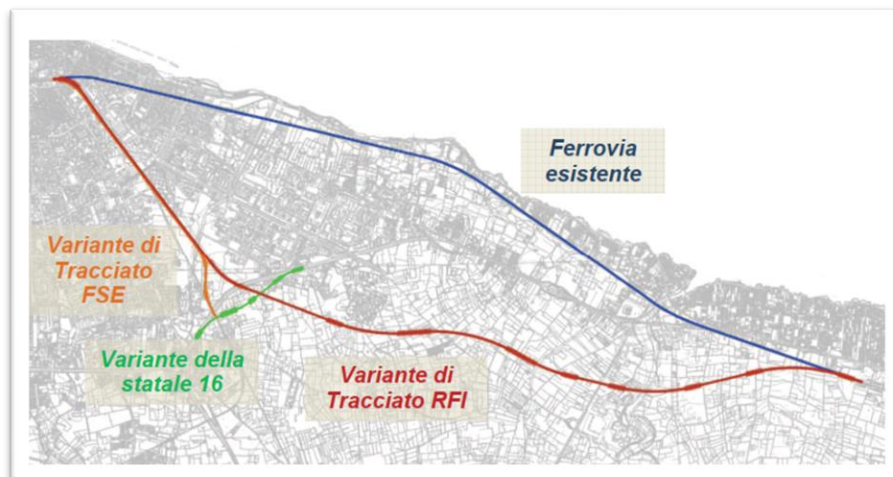 Ferrovia
esistente
Variante di
Tracciato
FSE
Variante della
statale 16
Variante di
Tracciato RFI